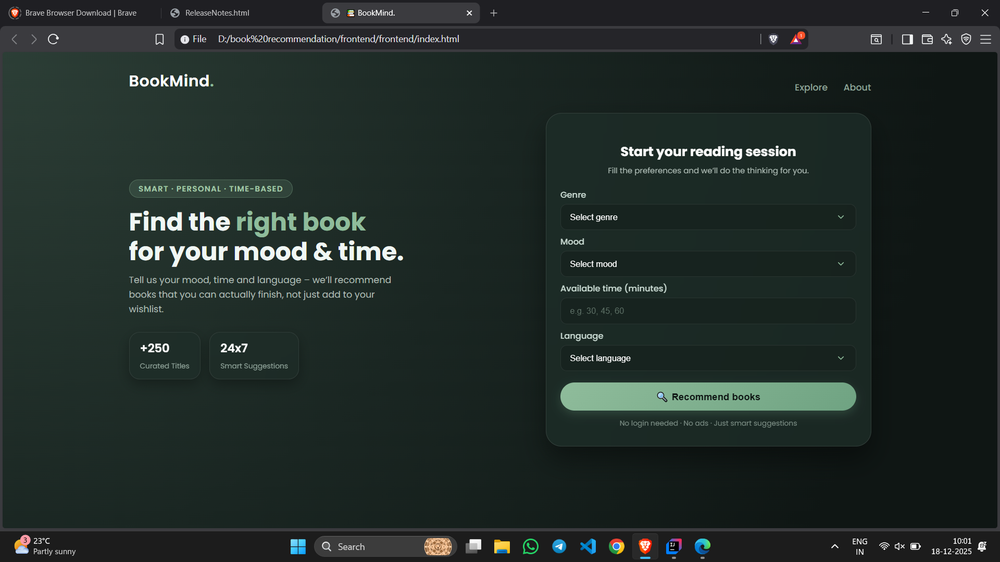 Brave Browser Download | Brave
ReleaseNotes.html
BookMind.
File D:/book%20recommendation/frontend/frontend/index.html
1
BookMind.
Explore About
SMART · PERSONAL · TIME-BASED
Find the right book
for your mood & time.
Tell us your mood, time and language – we’ll recommend
books that you can actually finish, not just add to your
wishlist.
+250
Curated Titles
24x7
Smart Suggestions
Start your reading session
Fill the preferences and we’ll do the thinking for you.
Genre
Select genre
Mood
Select mood
Available time (minutes)
e.g. 30, 45, 60
Language
Select language
Recommend books
No login needed · No ads · Just smart suggestions
3
23°C
Partly sunny
Search
IJ
ENG
IN
10:01
18-12-2025